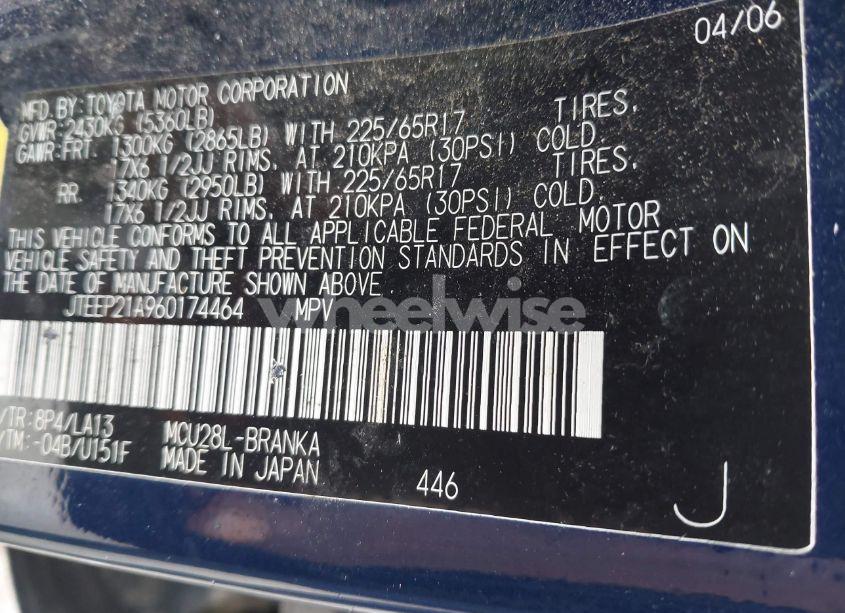 04/06
MFD.BY:TOYOTA MOTOR CORPORATION
GVWR:2430KG (5360LB)
GAWR:FRT. 1300KG (2865LB) WITH 225/65R17 TIRES,
17X6 1/2JJ RIMS, AT 210KPA (30PSI) COLD.
RR. 1340KG (2950LB) WITH 225/65R17 TIRES,
17X6 1/2JJ RIMS, AT 210KPA (30PSI) COLD.
THIS VEHICLE CONFORMS TO ALL APPLICABLE FEDERAL MOTOR
VEHICLE SAFETY AND THEFT PREVENTION STANDARDS IN EFFECT ON
THE DATE OF MANUFACTURE SHOWN ABOVE.
JTEEP21A960174464 MPV
wheelwise
/TR:8P4/LA13 MCU28L-BRANKA
/TM:-04B/U151F MADE IN JAPAN
446
J